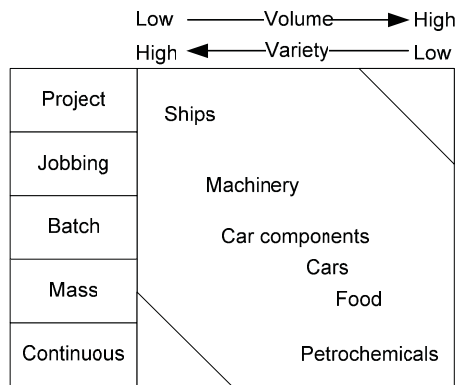 Low Volume High
High Variety Low
Project
Ships
Jobbing
Machinery
Batch
Car components
Cars
Mass
Food
Continuous
Petrochemicals